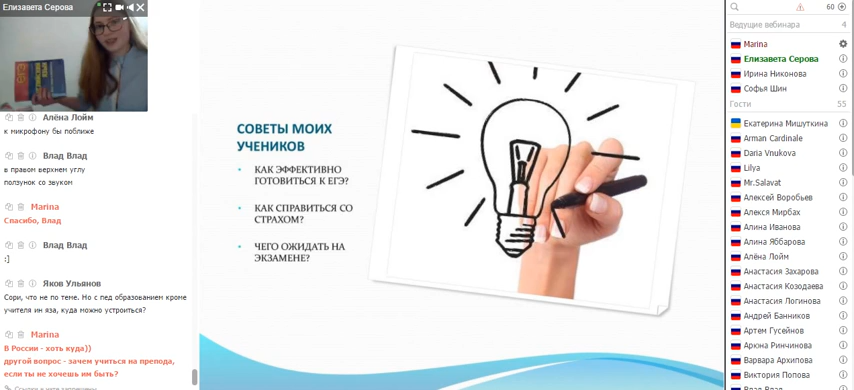 Елизавета Серова
Алёна Лойм
к микрофону бы поближе
Влад Влад
в правом верхнем углу
ползунок со звуком
Marina
Спасибо, Влад
Влад Влад
:]
Яков Ульянов
Сори, что не по теме. Но с пед образованием кроме
учителя ин яза, куда можно устроиться?
Marina
В России - хоть куда))
другой вопрос - зачем учиться на препода,
если ты не хочешь им быть?
СОВЕТЫ МОИХ
УЧЕНИКОВ
• КАК ЭФФЕКТИВНО
ГОТОВИТЬСЯ К ЕГЭ?
• КАК СПРАВИТЬСЯ СО
СТРАХОМ?
• ЧЕГО ОЖИДАТЬ НА
ЭКЗАМЕНЕ?
60
Ведущие вебинара 4
Marina
Елизавета Серова
Ирина Никонова
Софья Шин
Гости 55
Екатерина Мишуткина
Arman Cardinale
Daria Vnukova
Lilya
Mr.Salavat
Алексей Воробьев
Алекся Мирбах
Алина Иванова
Алина Яббарова
Алёна Лойм
Анастасия Захарова
Анастасия Козодаева
Анастасия Логинова
Андрей Банников
Артем Гусейнов
Арюна Ринчинова
Варвара Архипова
Виктория Попова
Влад Влад